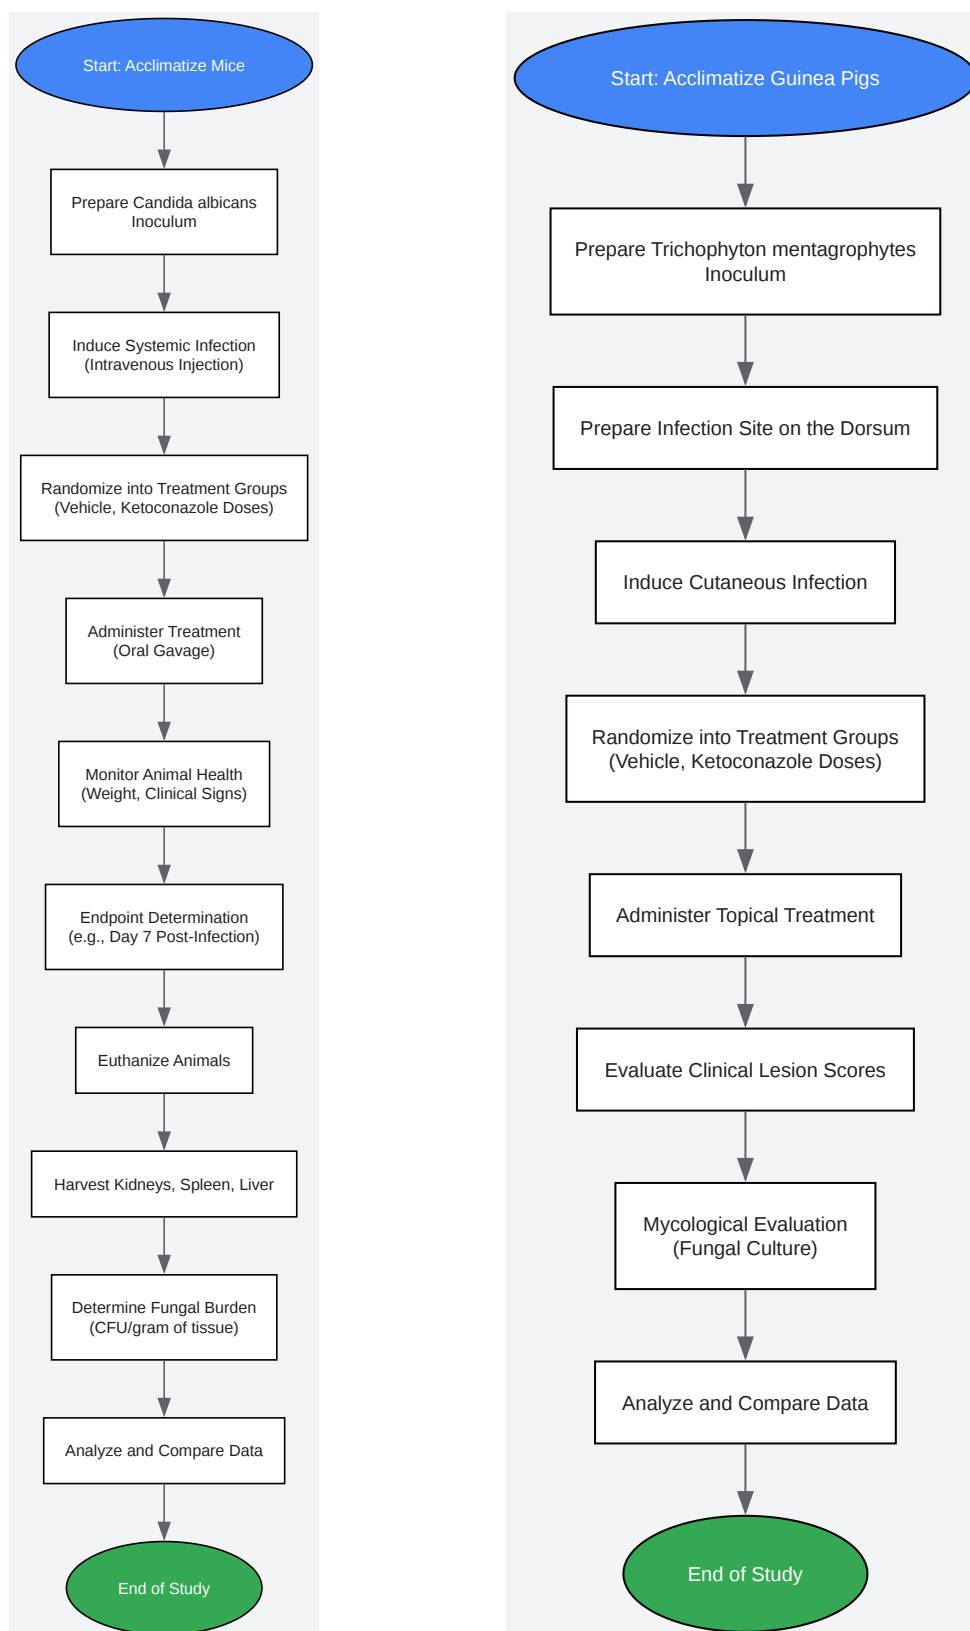 Start: Acclimatize Mice
Prepare Candida albicans
Inoculum
Induce Systemic Infection
(Intravenous Injection)
Randomize into Treatment Groups
(Vehicle, Ketoconazole Doses)
Administer Treatment
(Oral Gavage)
Monitor Animal Health
(Weight, Clinical Signs)
Endpoint Determination
(e.g., Day 7 Post-Infection)
Euthanize Animals
Harvest Kidneys, Spleen, Liver
Determine Fungal Burden
(CFU/gram of tissue)
Analyze and Compare Data
End of Study
Start: Acclimatize Guinea Pigs
Prepare Trichophyton mentagrophytes
Inoculum
Prepare Infection Site on the Dorsum
Induce Cutaneous Infection
Randomize into Treatment Groups
(Vehicle, Ketoconazole Doses)
Administer Topical Treatment
Evaluate Clinical Lesion Scores
Mycological Evaluation
(Fungal Culture)
Analyze and Compare Data
End of Study